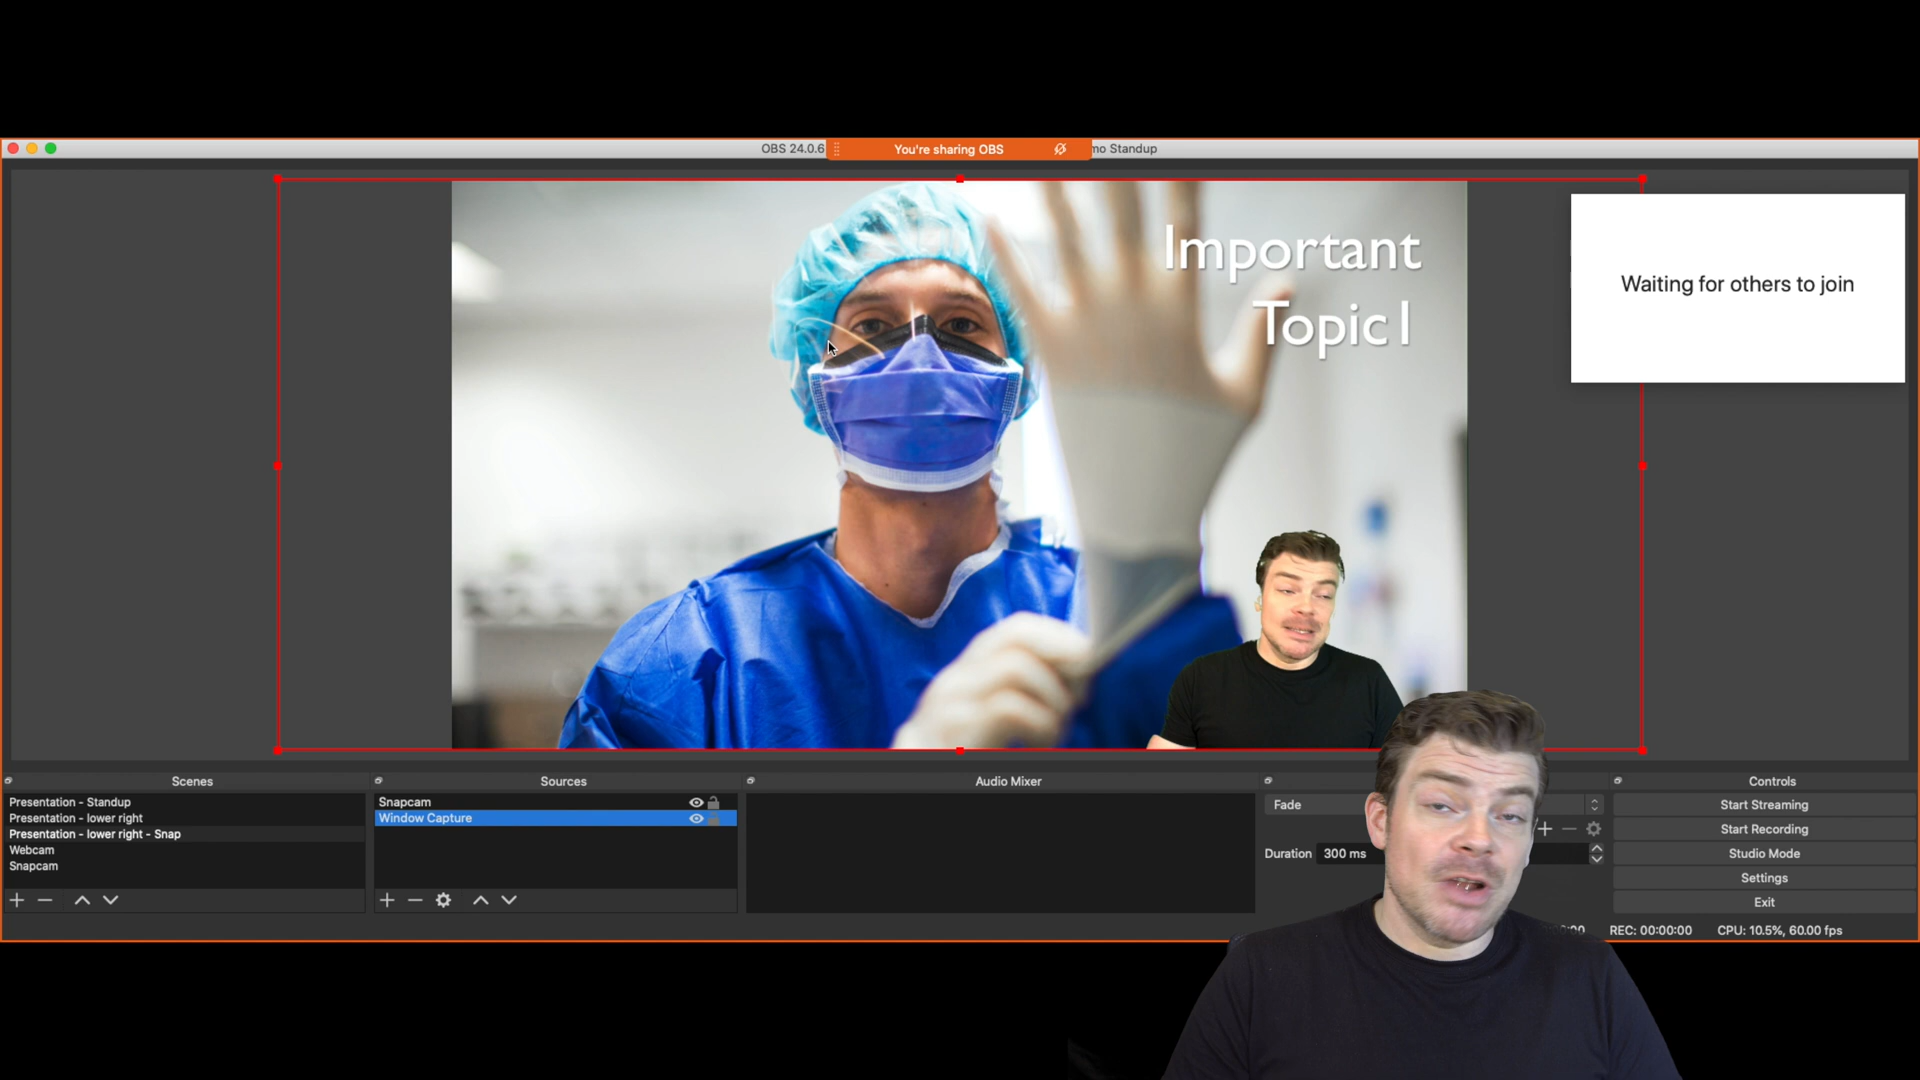 OBS 24.0.6
You're sharing OBS
mo Standup
Important
Topic 1
Waiting for others to join
Scenes
Presentation - Standup
Presentation - lower right
Presentation - lower right - Snap
Webcam
Snapcam
Sources
Snapcam
Window Capture
Audio Mixer
Fade
Duration 300 ms
Controls
Start Streaming
Start Recording
Studio Mode
Settings
Exit
REC: 00:00:00
CPU: 10.5%, 60.00 fps